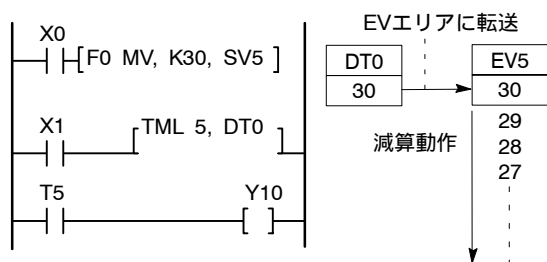 X0
[F0 MV, K30, SV5 ]
X1
[TML 5, DT0 ]
T5
Y10
[ ]
EVエリアに転送
DT0
30
EV5
30
29
28
27
減算動作